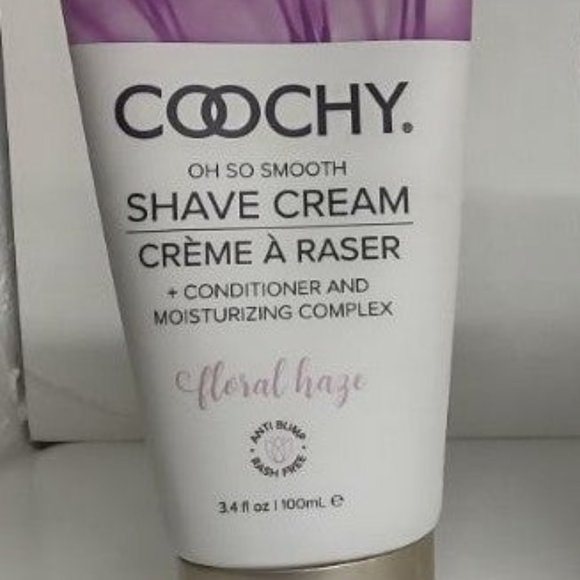 COOCHY®
OH SO SMOOTH
SHAVE CREAM
CRÈME À RASER
+ CONDITIONER AND
MOISTURIZING COMPLEX
floral haze
ANTI BUMP • RASH FREE •
3.4 fl oz | 100mL ℮